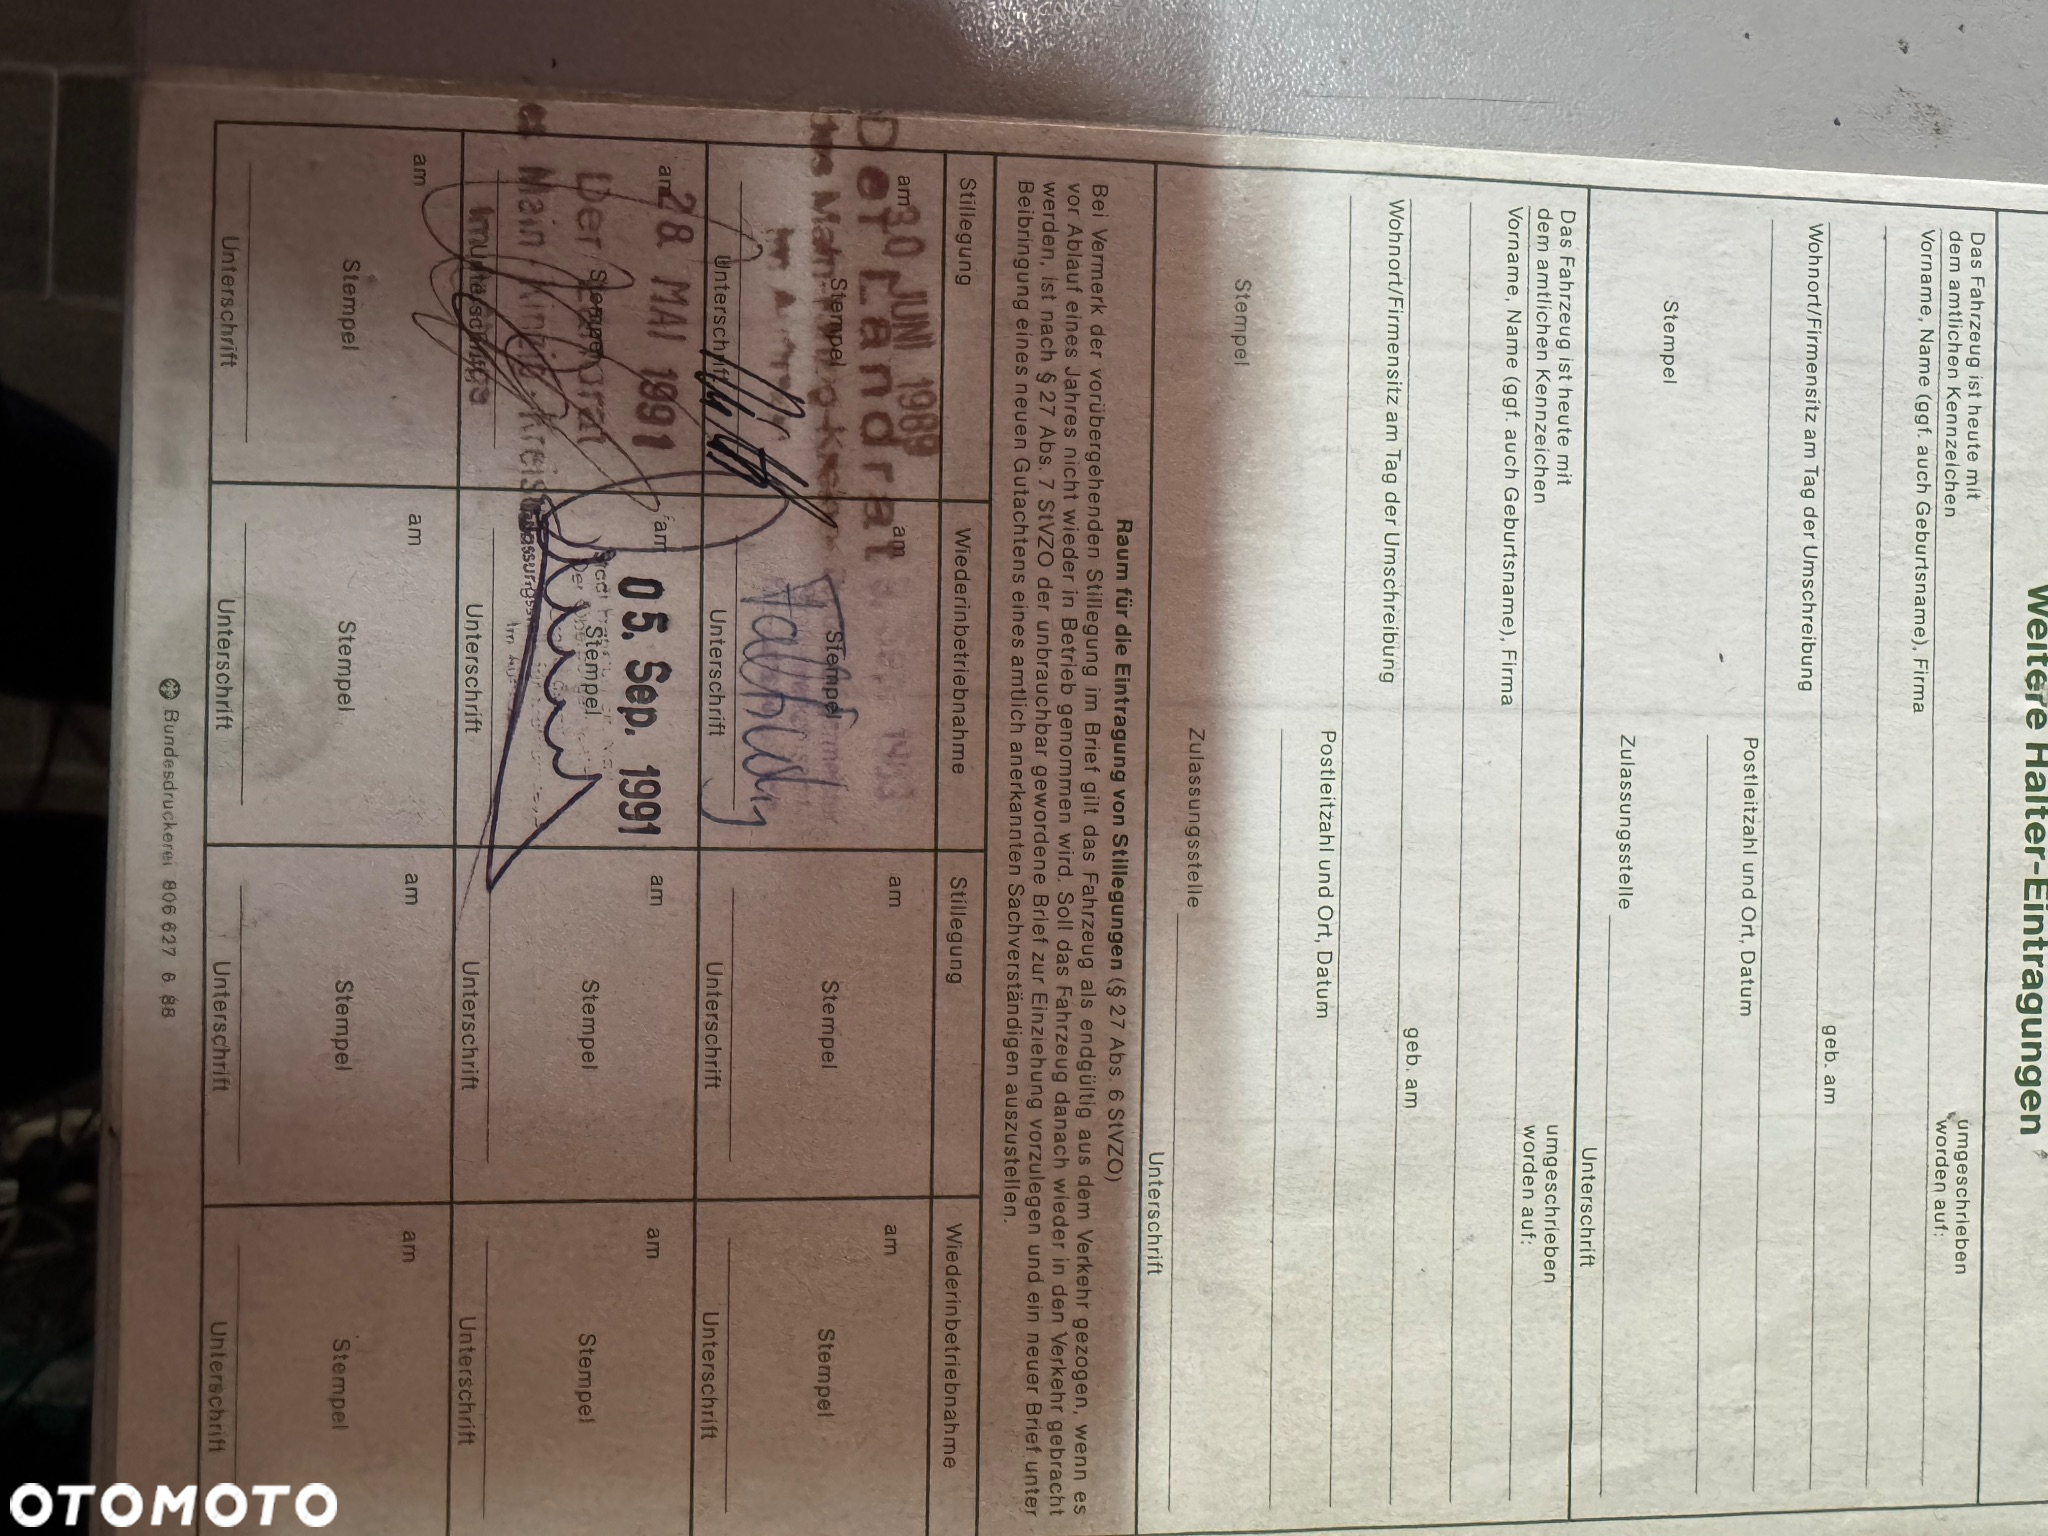 Weitere Halter-Eintragungen
Das Fahrzeug ist heute mit
dem amtlichen Kennzeichen
umgeschrieben
worden auf:
Vorname, Name (ggf. auch Geburtsname), Firma
geb. am
Wohnort/Firmensitz am Tag der Umschreibung
Postleitzahl und Ort, Datum
Stempel
Zulassungsstelle
Unterschrift
Das Fahrzeug ist heute mit
dem amtlichen Kennzeichen
umgeschrieben
worden auf:
Vorname, Name (ggf. auch Geburtsname), Firma
geb. am
Wohnort/Firmensitz am Tag der Umschreibung
Postleitzahl und Ort, Datum
Stempel
Zulassungsstelle
Unterschrift
Raum für die Eintragung von Stillegungen (§ 27 Abs. 6 StVZO)
Bei Vermerk der vorübergehenden Stillegung im Brief gilt das Fahrzeug als endgültig aus dem Verkehr gezogen, wenn es
vor Ablauf eines Jahres nicht wieder in Betrieb genommen wird. Soll das Fahrzeug danach wieder in den Verkehr gebracht
werden, ist nach § 27 Abs. 7 StVZO der unbrauchbar gewordene Brief zur Einziehung vorzulegen und ein neuer Brief unter
Beibringung eines neuen Gutachtens eines amtlich anerkannten Sachverständigen auszustellen.
Stillegung Wiederinbetriebnahme Stillegung Wiederinbetriebnahme
am 30. JUNI 1989 am am am
Der Landrat
Stempel Stempel Stempel Stempel
Unterschrift Unterschrift Unterschrift Unterschrift
am 28. MAI 1991 am 05. Sep. 1991 am am
Der Landrat
Stempel Stempel Stempel Stempel
Main-Kinzig-Kreises
Unterschrift Unterschrift Unterschrift Unterschrift
am am am am
Stempel Stempel Stempel Stempel
Unterschrift Unterschrift Unterschrift Unterschrift
Bundesdruckerei 806 627 6. 88
OTOMOTO